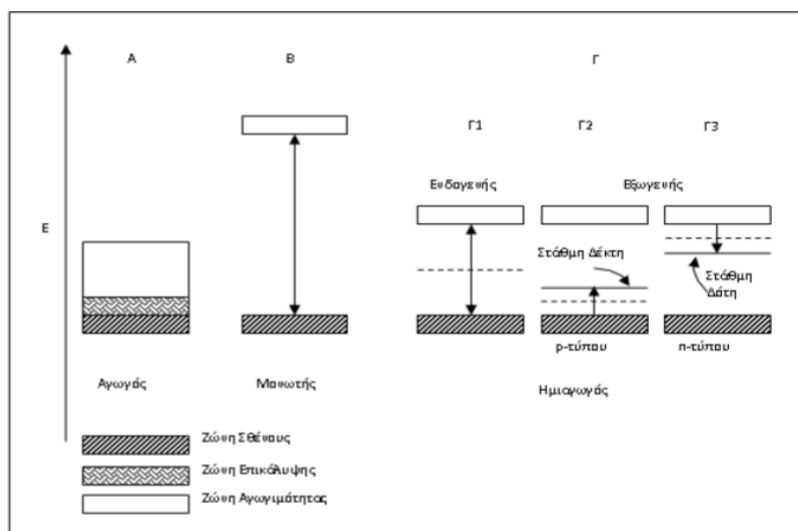 Α Β Γ
Γ1 Γ2 Γ3
Ενδογενής Εξωγενής
Ε
Στάθμη Δέκτη
Στάθμη
Δότη
p-τύπου n-τύπου
Αγωγός Μονωτής Ημιαγωγός
Ζώνη Σθένους
Ζώνη Επικάλυψης
Ζώνη Αγωγιμότητας